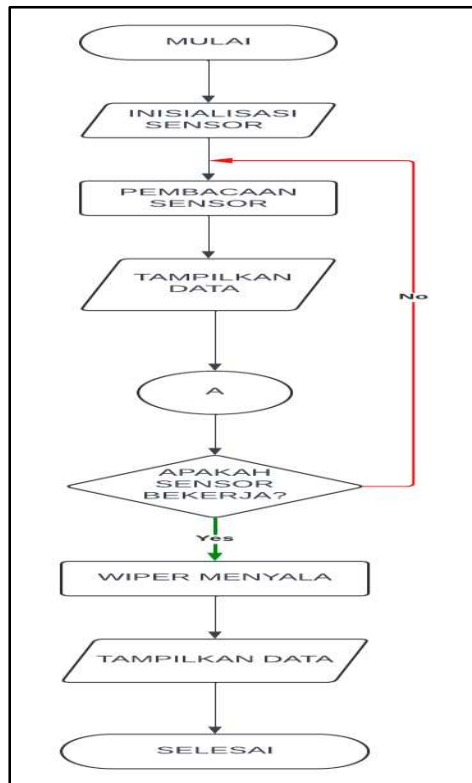 MULAI
INISIALISASI
SENSOR
PEMBACAAN
SENSOR
TAMPILKAN
DATA
No
A
APAKAH
SENSOR
BEKERJA?
Yes
WIPER MENYALA
TAMPILKAN DATA
SELESAI